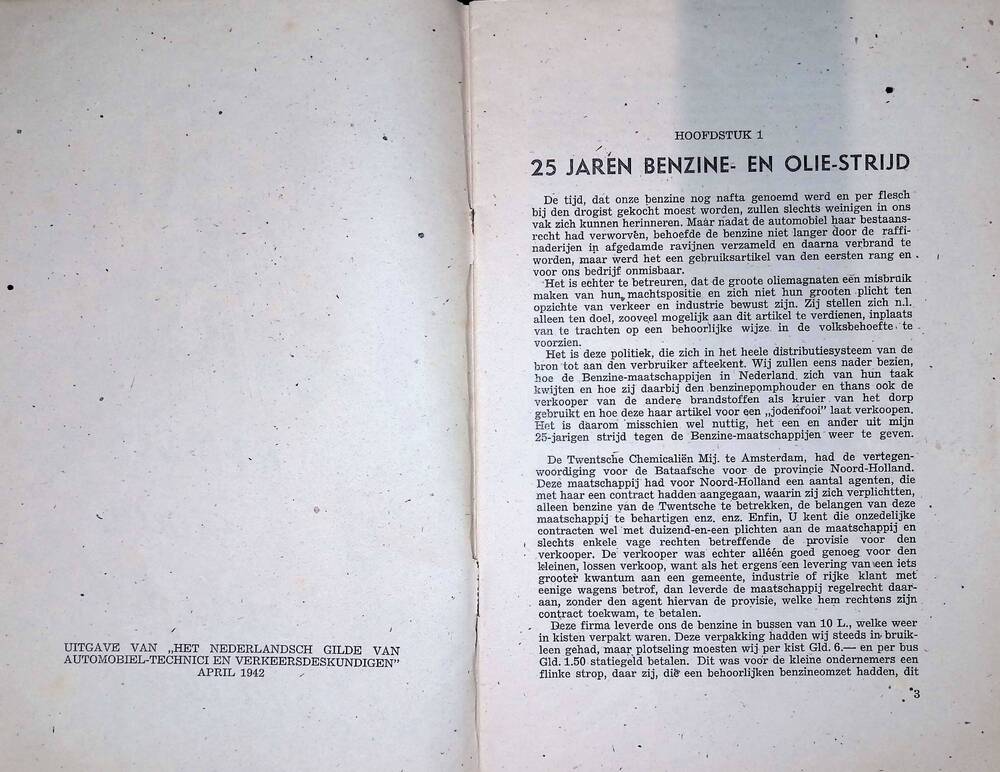 UITGAVE VAN „HET NEDERLANDSCH GILDE VAN
AUTOMOBIEL-TECHNICI EN VERKEERSDESKUNDIGEN”
APRIL 1942
HOOFDSTUK 1
25 JAREN BENZINE- EN OLIE-STRIJD
De tijd, dat onze benzine nog nafta genoemd werd en per flesch
bij den drogist gekocht moest worden, zullen slechts weinigen in ons
vak zich kunnen herinneren. Maar nadat de automobiel haar bestaans-
recht had verworven, behoefde de benzine niet langer door de raffi-
naderijen in afgedamde ravijnen verzameld en daarna verbrand te
worden, maar werd het een gebruiksartikel van den eersten rang en
voor ons bedrijf onmisbaar.
Het is echter te betreuren, dat de groote oliemagnaten een misbruik
maken van hun machtspositie en zich niet hun grooten plicht ten
opzichte van verkeer en industrie bewust zijn. Zij stellen zich n.l.
alleen ten doel, zooveel mogelijk aan dit artikel te verdienen, inplaats
van te trachten op een behoorlijke wijze in de volksbehoefte te
voorzien.
Het is deze politiek, die zich in het heele distributiesysteem van de
bron tot aan den verbruiker afteekent. Wij zullen eens nader bezien,
hoe de Benzine-maatschappijen in Nederland zich van hun taak
kwijten en hoe zij daarbij den benzinepomphouder en thans ook de
verkooper van de andere brandstoffen als kruier van het dorp
gebruikt en hoe deze haar artikel voor een „jodenfooi” laat verkoopen.
Het is daarom misschien wel nuttig, het een en ander uit mijn
25-jarigen strijd tegen de Benzine-maatschappijen weer te geven.
De Twentsche Chemicaliën Mij. te Amsterdam, had de vertegen-
woordiging voor de Bataafsche voor de provincie Noord-Holland.
Deze maatschappij had voor Noord-Holland een aantal agenten, die
met haar een contract hadden aangegaan, waarin zij zich verplichtten,
alleen benzine van de Twentsche te betrekken, de belangen van deze
maatschappij te behartigen enz. enz. Enfin, U kent die onzedelijke
contracten wel met duizend-en-een plichten aan de maatschappij en
slechts enkele vage rechten betreffende de provisie voor den
verkooper. De verkooper was echter alléén goed genoeg voor den
kleinen, lossen verkoop, want als het ergens een levering van een iets
grooter kwantum aan een gemeente, industrie of rijke klant met
eenige wagens betrof, dan leverde de maatschappij regelrecht daar-
aan, zonder den agent hiervan de provisie, welke hem rechtens zijn
contract toekwam, te betalen.
Deze firma leverde ons de benzine in bussen van 10 L., welke weer
in kisten verpakt waren. Deze verpakking hadden wij steeds in bruik-
leen gehad, maar plotseling moesten wij per kist Gld. 6.— en per bus
Gld. 1.50 statiegeld betalen. Dit was voor de kleine ondernemers een
flinke strop, daar zij, die een behoorlijken benzineomzet hadden, dit
3